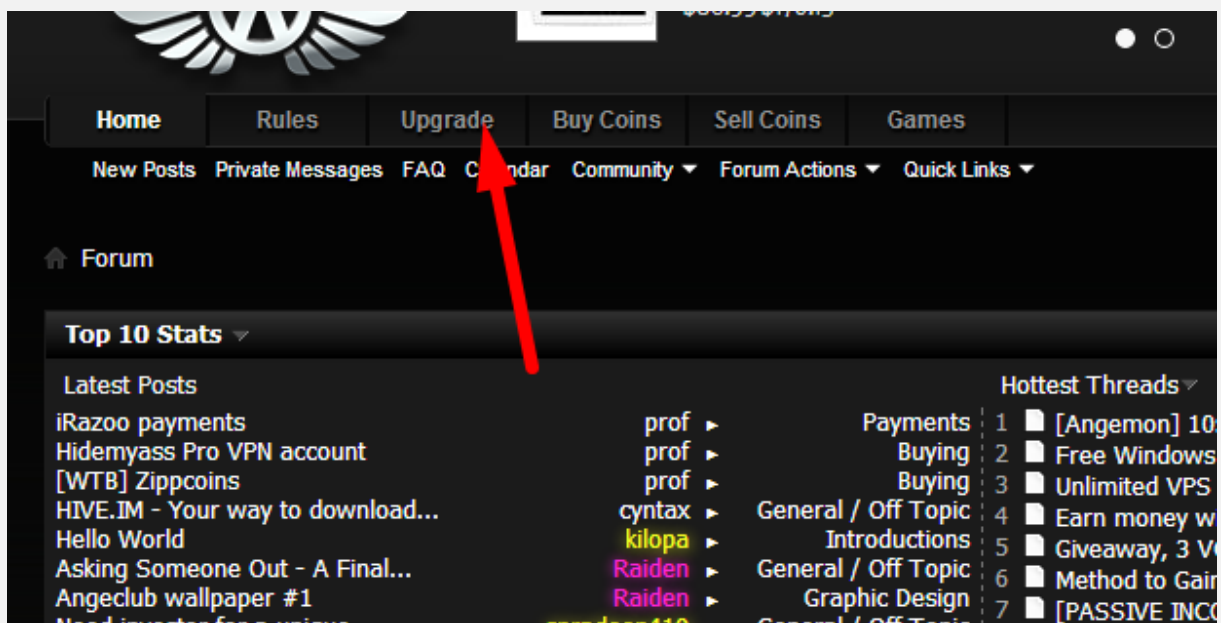 Home Rules Upgrade Buy Coins Sell Coins Games
New Posts Private Messages FAQ Community Forum Actions Quick Links
Forum
Top 10 Stats
Latest Posts Hottest Threads
iRazoo payments prof Payments 1 [Angemon]
Hidemyass Pro VPN account prof Buying 2 Free Windows
[WTB] Zippcoins prof Buying 3 Unlimited VPS
HIVE.IM - Your way to download... cyntax General / Off Topic 4 Earn money
Hello World kilopa Introductions 5 Giveaway, 3
Asking Someone Out - A Final... Raiden General / Off Topic 6 Method to
Angeclub wallpaper #1 Raiden Graphic Design 7 [PASSIVE